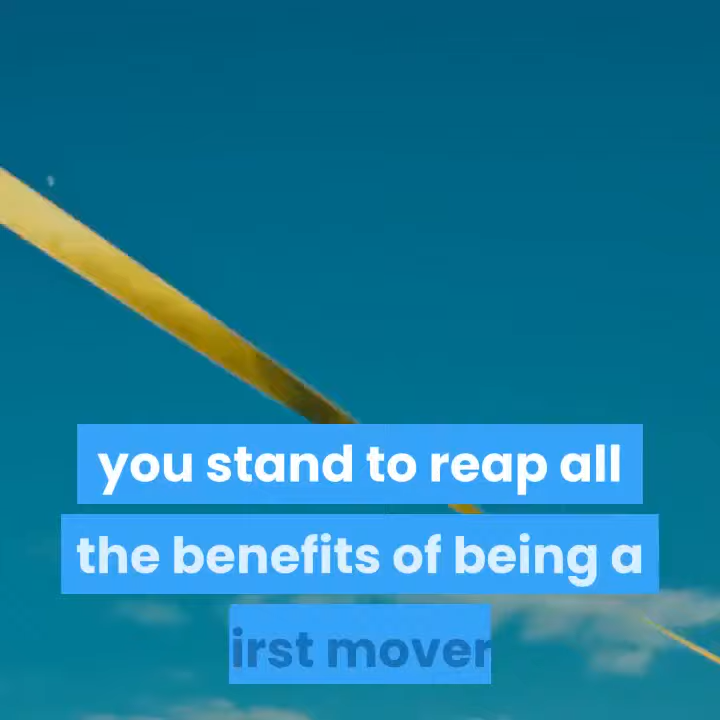 you stand to reap all
the benefits of being a
irst mover